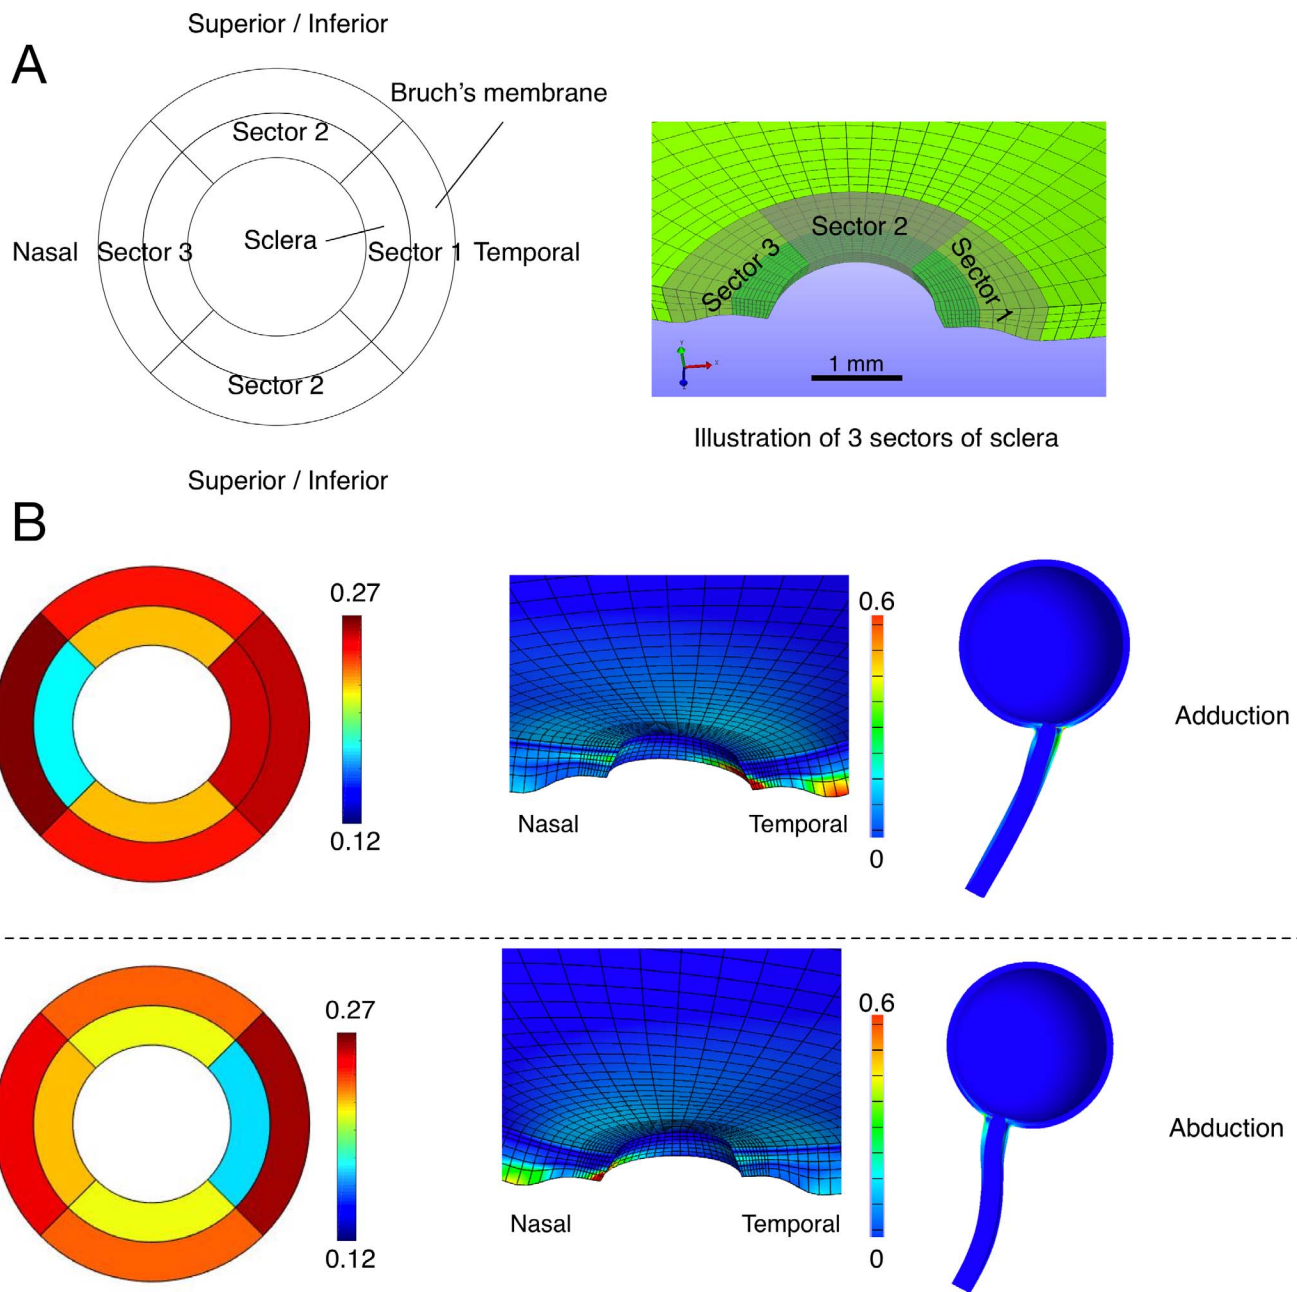 Superior / Inferior
A
Bruch's membrane
Sector 2
Sclera
Nasal
Sector 3
Sector 1
Temporal
Sector 2
Superior / Inferior
Sector 2
Sector 3
Sector 1
Y
X
Z
1 mm
Illustration of 3 sectors of sclera
B
0.27
0.12
0.6
0
Nasal
Temporal
Adduction
0.27
0.12
0.6
0
Nasal
Temporal
Abduction